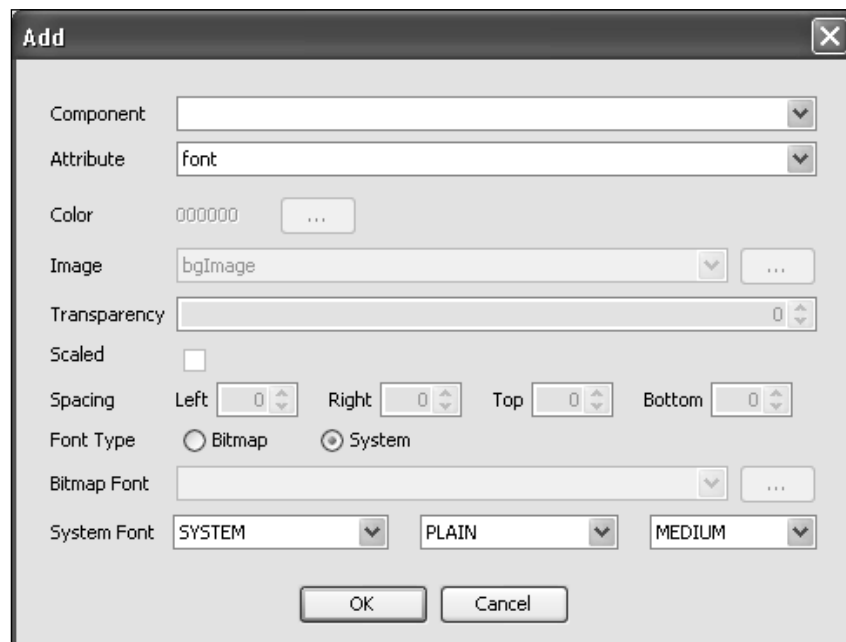 Add
Component
Attribute font
Color 000000 ...
Image bgImage ...
Transparency 0
Scaled
Spacing Left 0 Right 0 Top 0 Bottom 0
Font Type Bitmap System
Bitmap Font ...
System Font SYSTEM PLAIN MEDIUM
OK Cancel